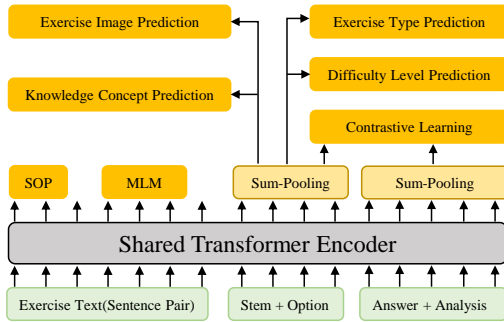 Exercise Image Prediction
Exercise Type Prediction
Difficulty Level Prediction
Knowledge Concept Prediction
Contrastive Learning
SOP
MLM
Sum-Pooling
Sum-Pooling
Shared Transformer Encoder
Exercise Text(Sentence Pair)
Stem + Option
Answer + Analysis